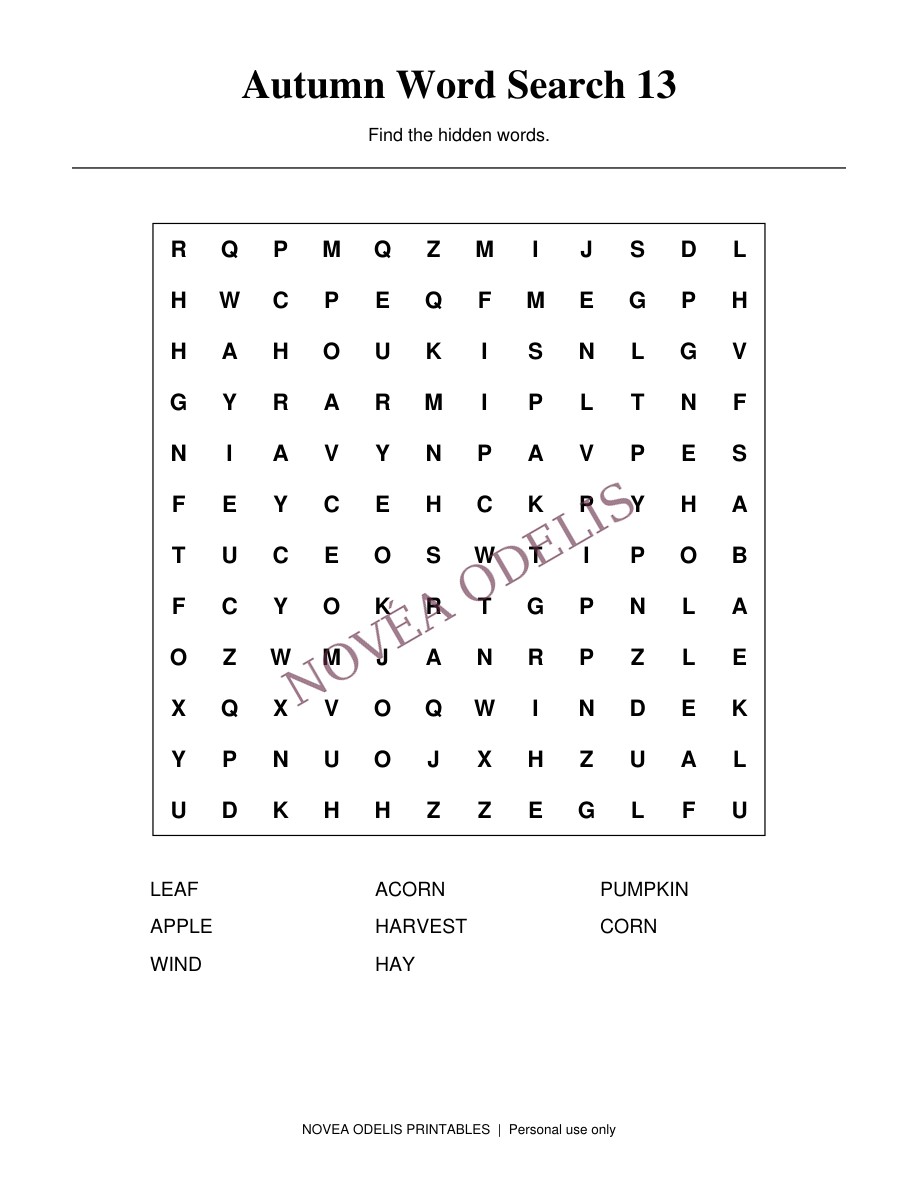 Autumn Word Search 13
Find the hidden words.
R Q P M Q Z M I J S D L
H W C P E Q F M E G P H
H A H O U K I S N L G V
G Y R A R M I P L T N F
N I A V Y N P A V P E S
F E Y C E H C K P Y H A
T U C E O S W T I P O B
F C Y O K R T G P N L A
O Z W M J A N R P Z L E
X Q X V O Q W I N D E K
Y P N U O J X H Z U A L
U D K H H Z Z E G L F U
NOVÉA ODELIS
LEAF ACORN PUMPKIN
APPLE HARVEST CORN
WIND HAY
NOVEA ODELIS PRINTABLES | Personal use only